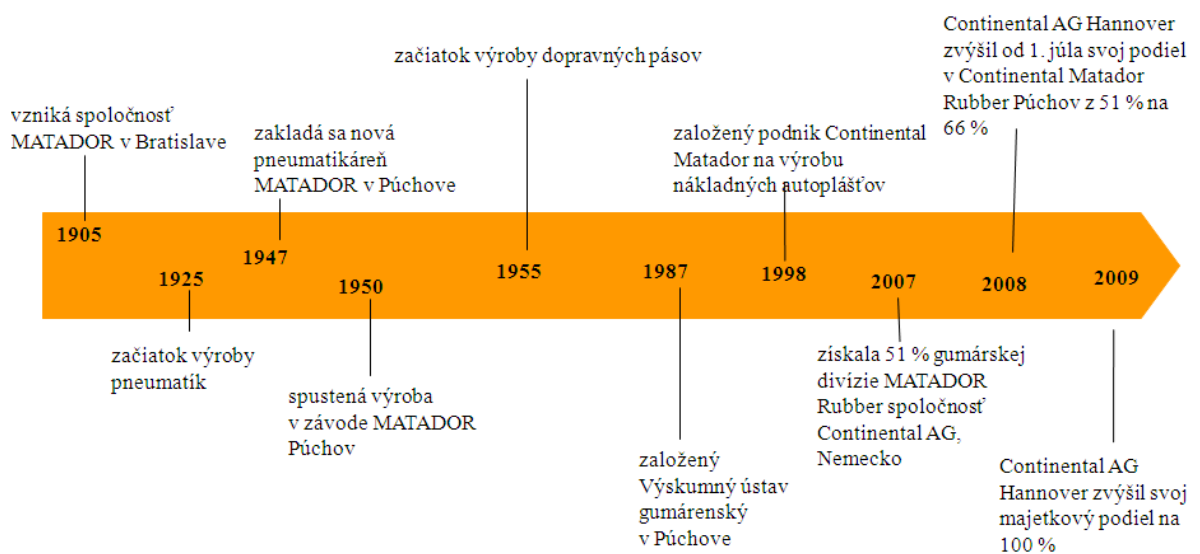 vzniká spoločnosť
MATADOR v Bratislave
1905
začiatok výroby
pneumatík
1925
zakladá sa nová
pneumatikáreň
MATADOR v Púchove
1947
spustená výroba
v závode MATADOR
Púchov
1950
začiatok výroby dopravných pásov
1955
založený
Výskumný ústav
gumárenský
v Púchove
1987
založený podnik Continental
Matador na výrobu
nákladných autoplášťov
1998
získala 51 % gumárskej
divízie MATADOR
Rubber spoločnosť
Continental AG,
Nemecko
2007
Continental AG Hannover
zvýšil od 1. júla svoj podiel
v Continental Matador
Rubber Púchov z 51 % na
66 %
2008
Continental AG
Hannover zvýšil svoj
majetkový podiel na
100 %
2009